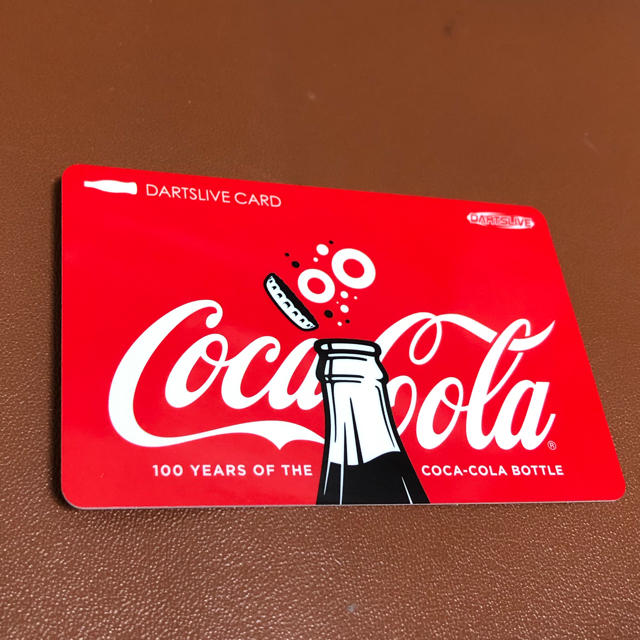 DARTSLIVE CARD
DARTSLIVE
Coca-Cola®
100 YEARS OF THE COCA-COLA BOTTLE